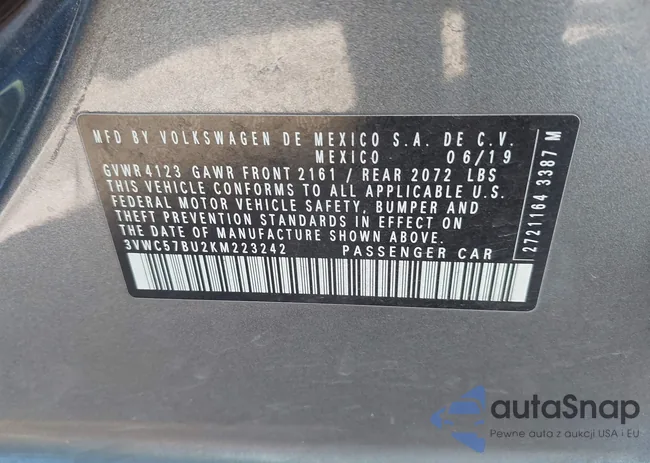 MFD BY VOLKSWAGEN DE MEXICO S.A. DE C.V.
MEXICO 06/19
GVWR 4123 GAWR FRONT 2161 / REAR 2072 LBS
THIS VEHICLE CONFORMS TO ALL APPLICABLE U.S.
FEDERAL MOTOR VEHICLE SAFETY, BUMPER AND
THEFT PREVENTION STANDARDS IN EFFECT ON
THE DATE OF MANUFACTURE SHOWN ABOVE.
3VWC57BU2KM223242 PASSENGER CAR
2721164 3387 M
autaSnap
Pewne auta z aukcji USA i EU